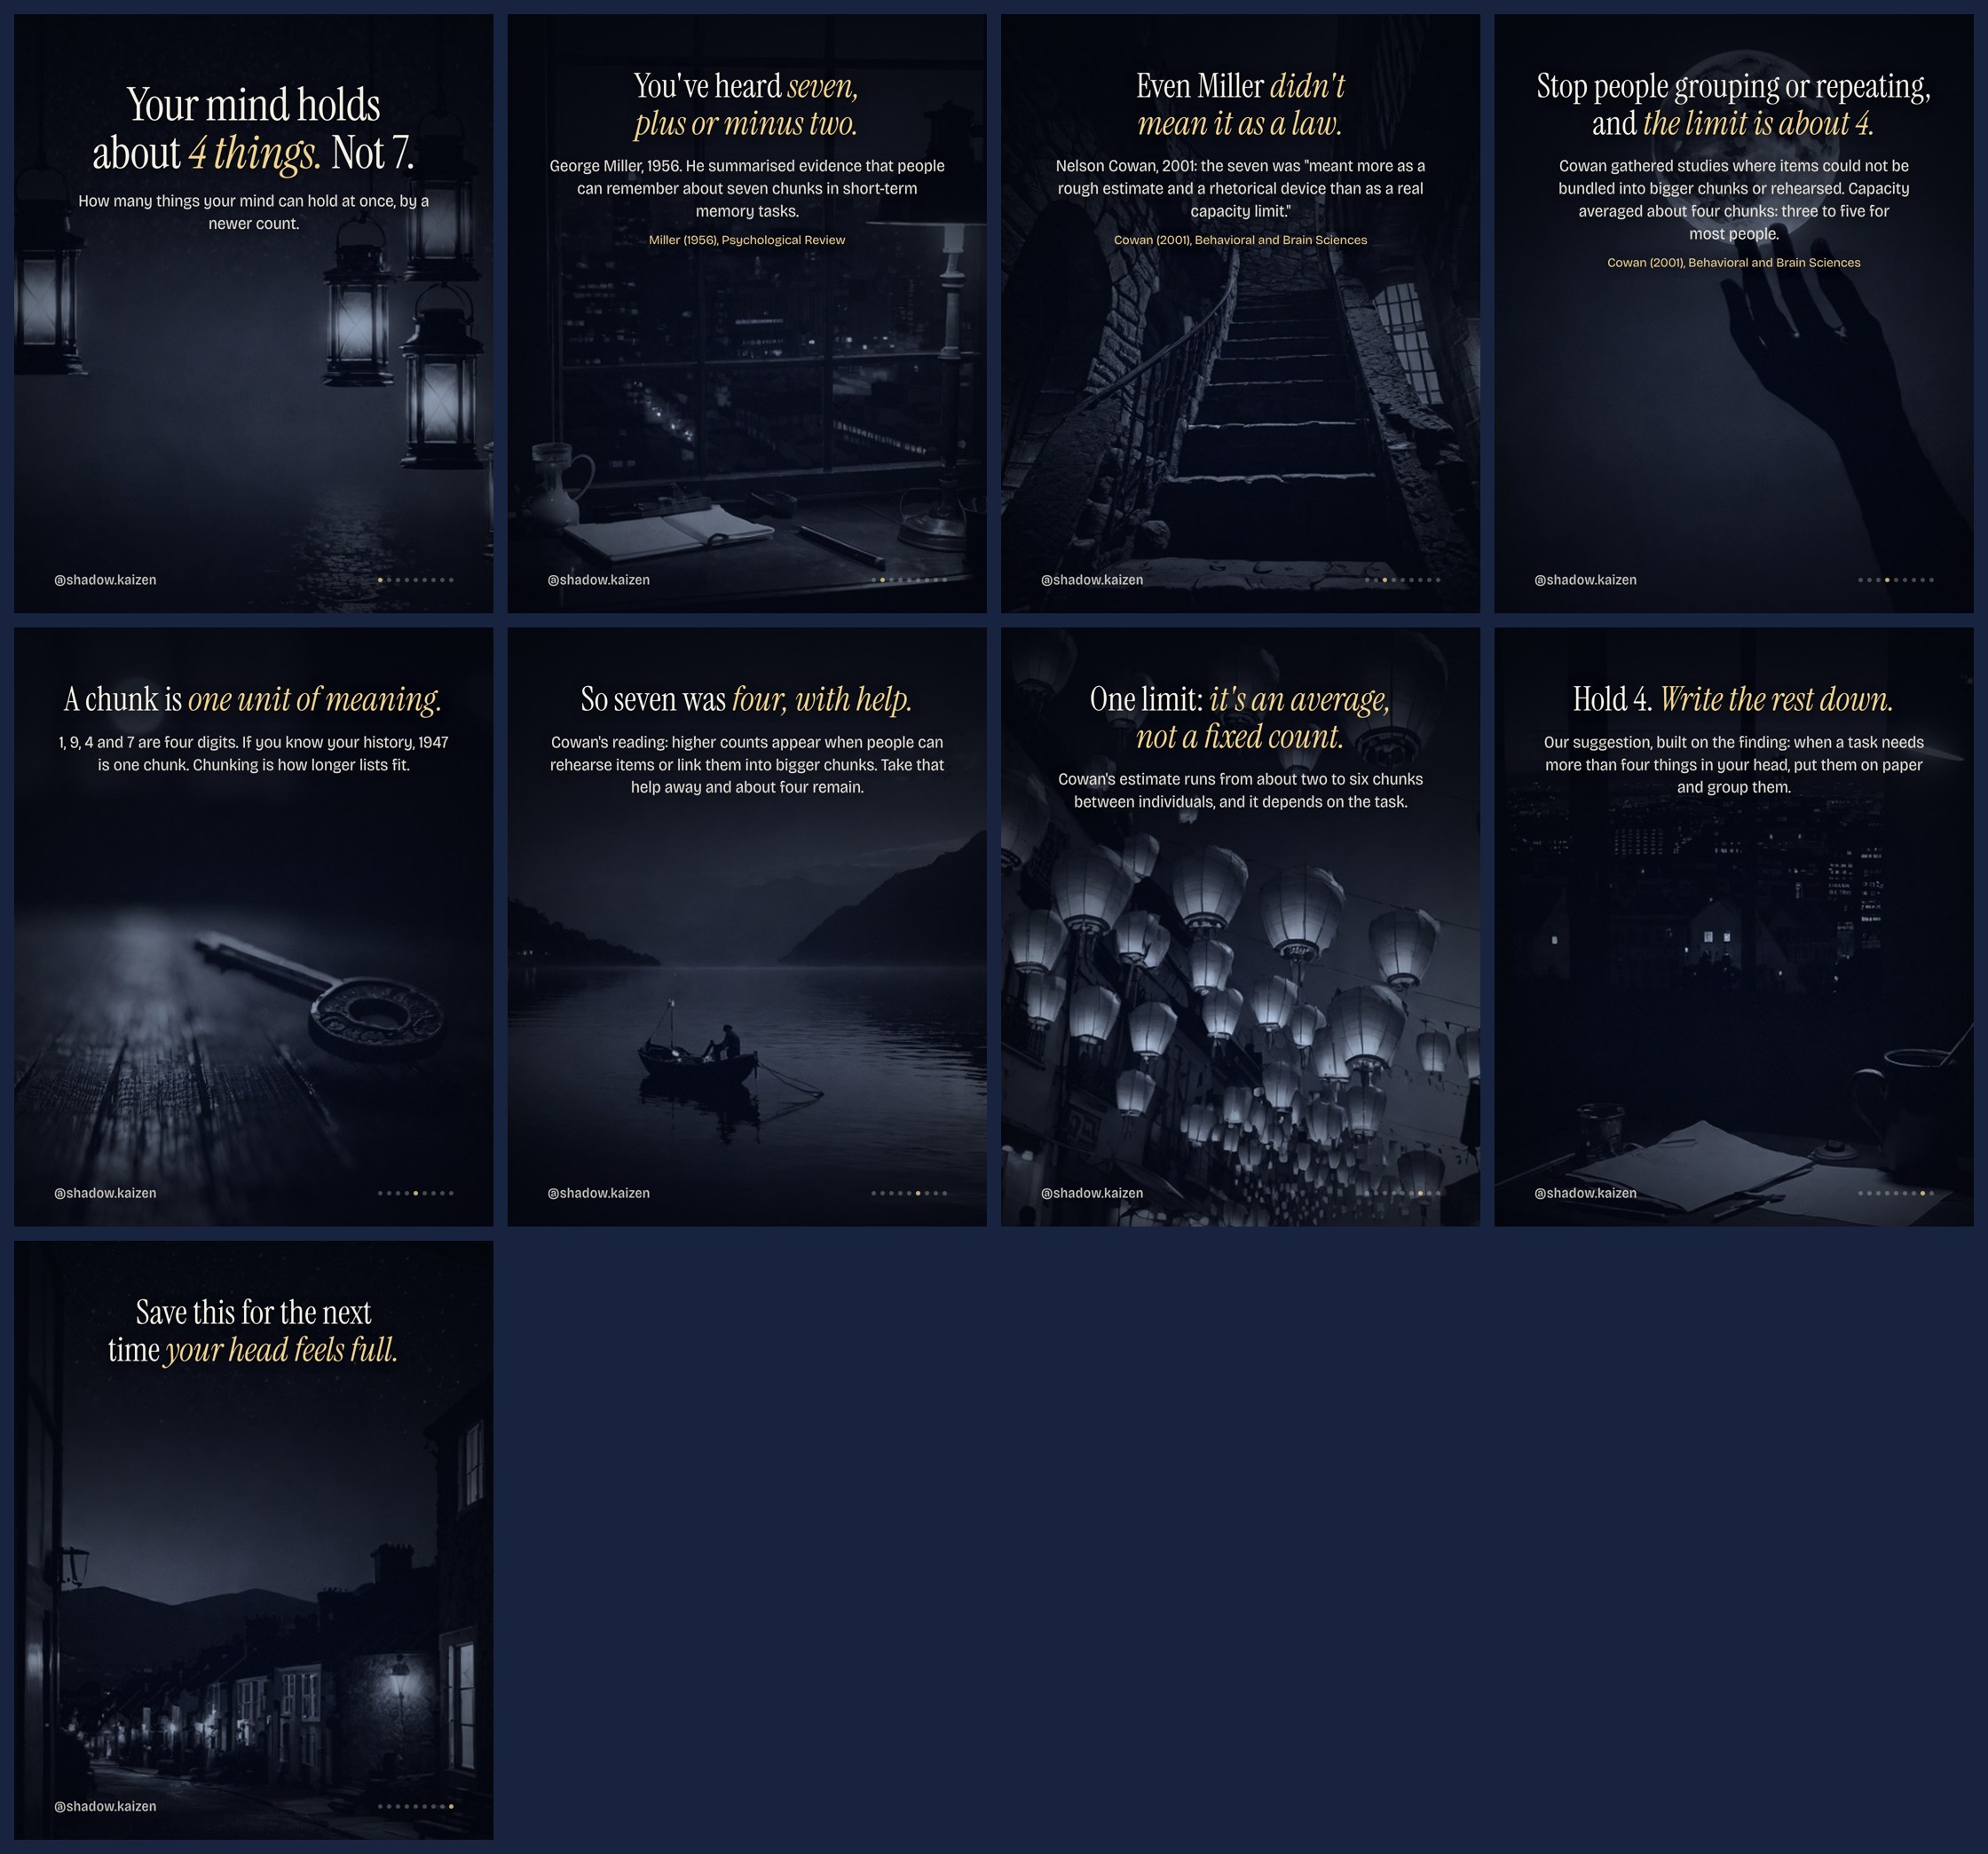 Your mind holds
about 4 things. Not 7.
How many things your mind can hold at once, by a
newer count.
@shadow.kaizen
You've heard seven,
plus or minus two.
George Miller, 1956. He summarised evidence that people
can remember about seven chunks in short-term
memory tasks.
Miller (1956), Psychological Review
@shadow.kaizen
Even Miller didn't
mean it as a law.
Nelson Cowan, 2001: the seven was "meant more as a
rough estimate and a rhetorical device than as a real
capacity limit."
Cowan (2001), Behavioral and Brain Sciences
@shadow.kaizen
Stop people grouping or repeating,
and the limit is about 4.
Cowan gathered studies where items could not be
bundled into bigger chunks or rehearsed. Capacity
averaged about four chunks: three to five for
most people.
Cowan (2001), Behavioral and Brain Sciences
@shadow.kaizen
A chunk is one unit of meaning.
1, 9, 4 and 7 are four digits. If you know your history, 1947
is one chunk. Chunking is how longer lists fit.
@shadow.kaizen
So seven was four, with help.
Cowan's reading: higher counts appear when people can
rehearse items or link them into bigger chunks. Take that
help away and about four remain.
@shadow.kaizen
One limit: it's an average,
not a fixed count.
Cowan's estimate runs from about two to six chunks
between individuals, and it depends on the task.
@shadow.kaizen
Hold 4. Write the rest down.
Our suggestion, built on the finding: when a task needs
more than four things in your head, put them on paper
and group them.
@shadow.kaizen
Save this for the next
time your head feels full.
@shadow.kaizen